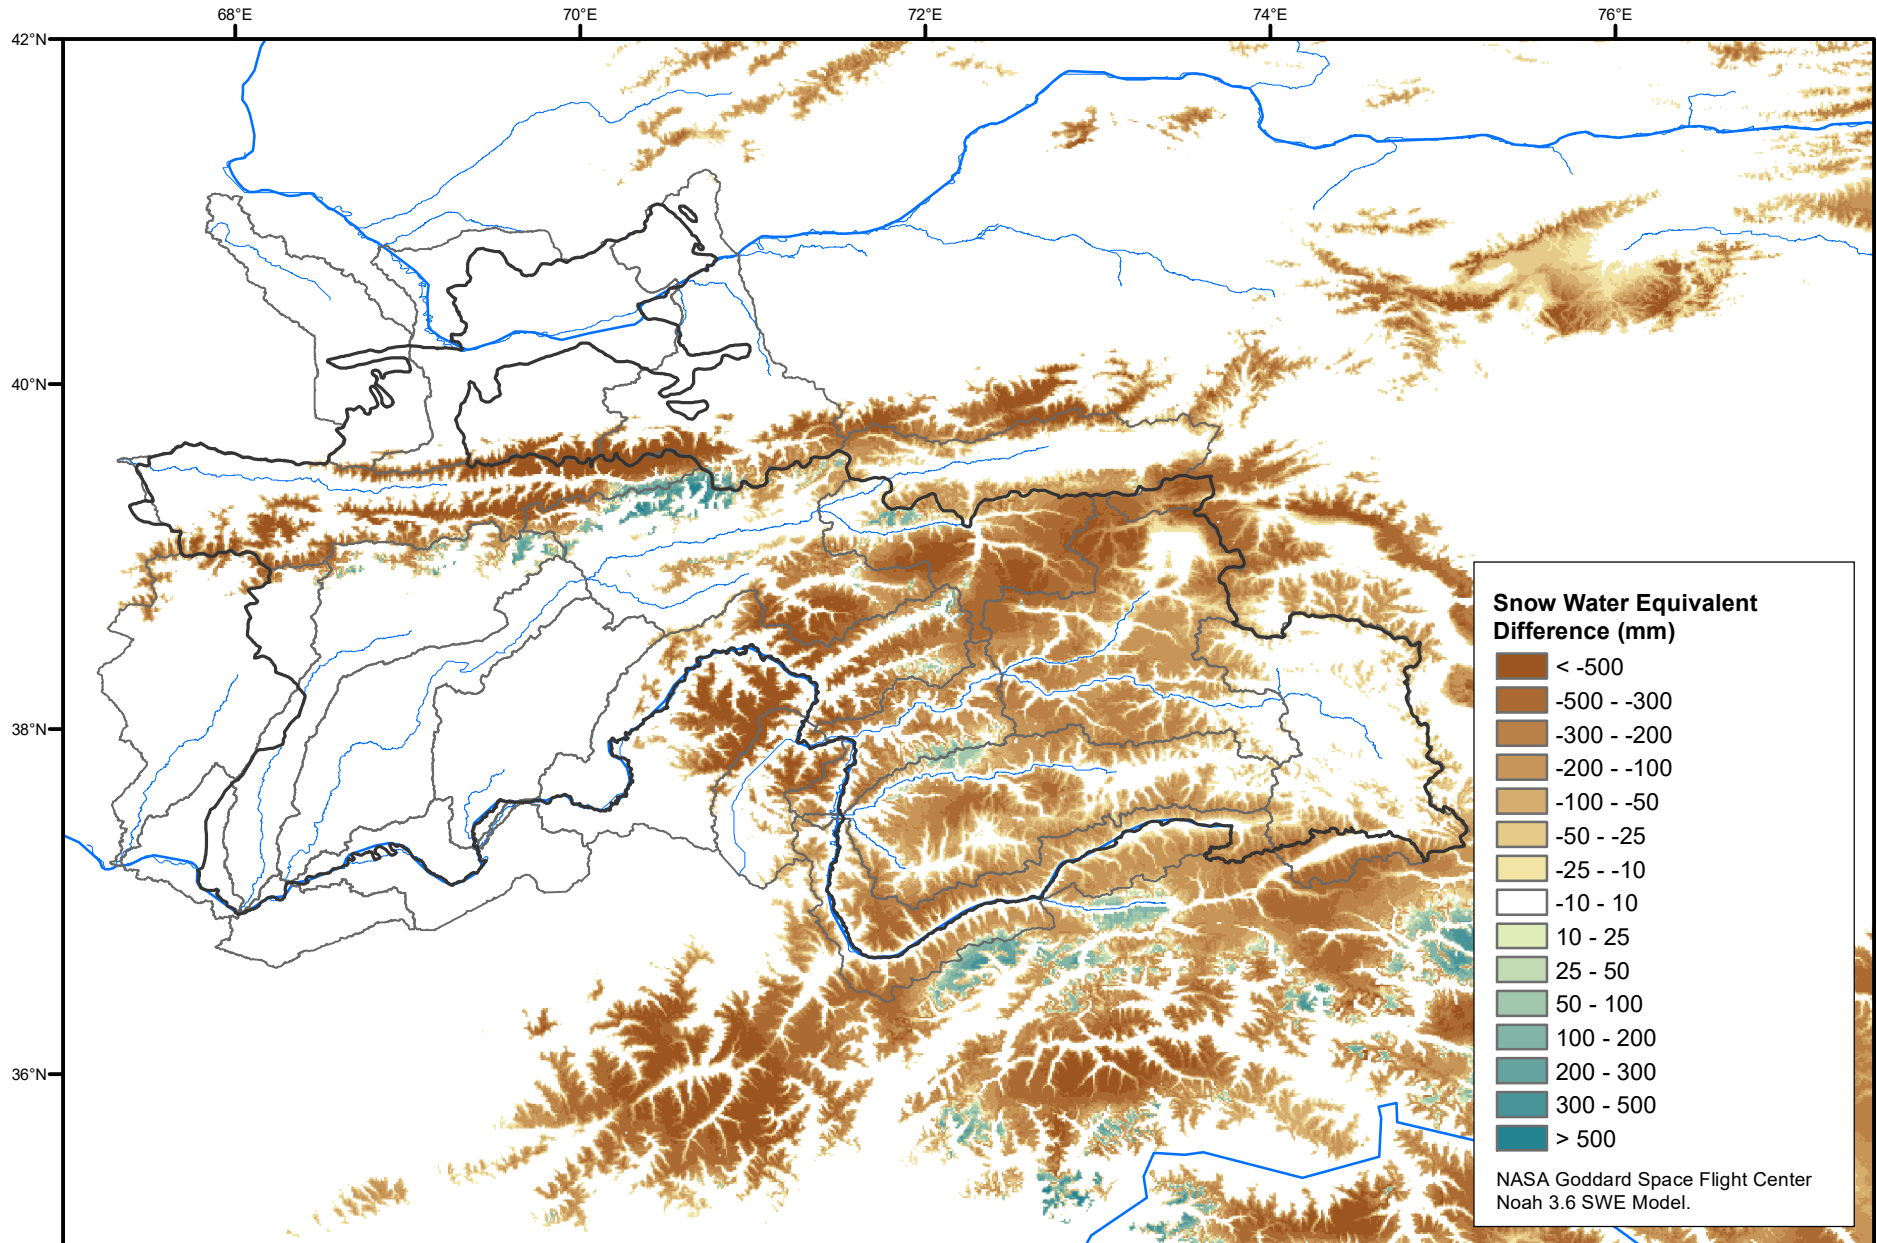 68°E
70°E
72°E
74°E
76°E
42°N
40°N
38°N
36°N
Snow Water Equivalent
Difference (mm)
< -500
-500 - -300
-300 - -200
-200 - -100
-100 - -50
-50 - -25
-25 - -10
-10 - 10
10 - 25
25 - 50
50 - 100
100 - 200
200 - 300
300 - 500
> 500
NASA Goddard Space Flight Center
Noah 3.6 SWE Model.